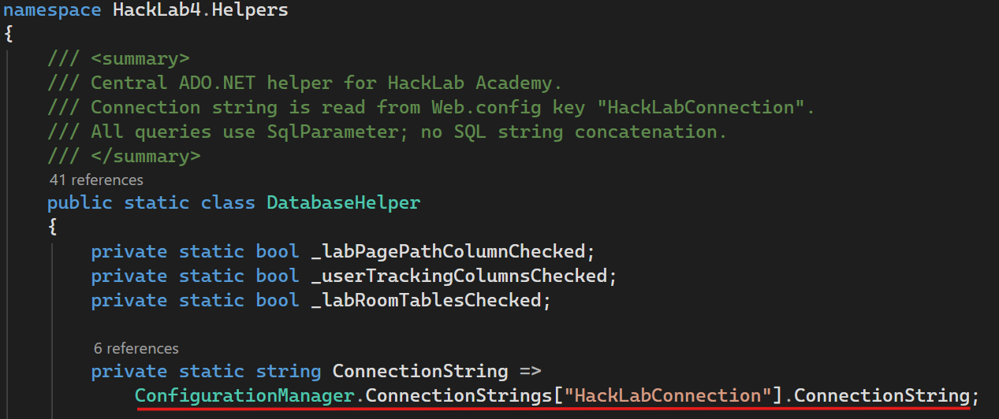 namespace HackLab4.Helpers
{
/// <summary>
/// Central ADO.NET helper for HackLab Academy.
/// Connection string is read from Web.config key "HackLabConnection".
/// All queries use SqlParameter; no SQL string concatenation.
/// </summary>
41 references
public static class DatabaseHelper
{
private static bool _labPagePathColumnChecked;
private static bool _userTrackingColumnsChecked;
private static bool _labRoomTablesChecked;
6 references
private static string ConnectionString =>
ConfigurationManager.ConnectionStrings["HackLabConnection"].ConnectionString;